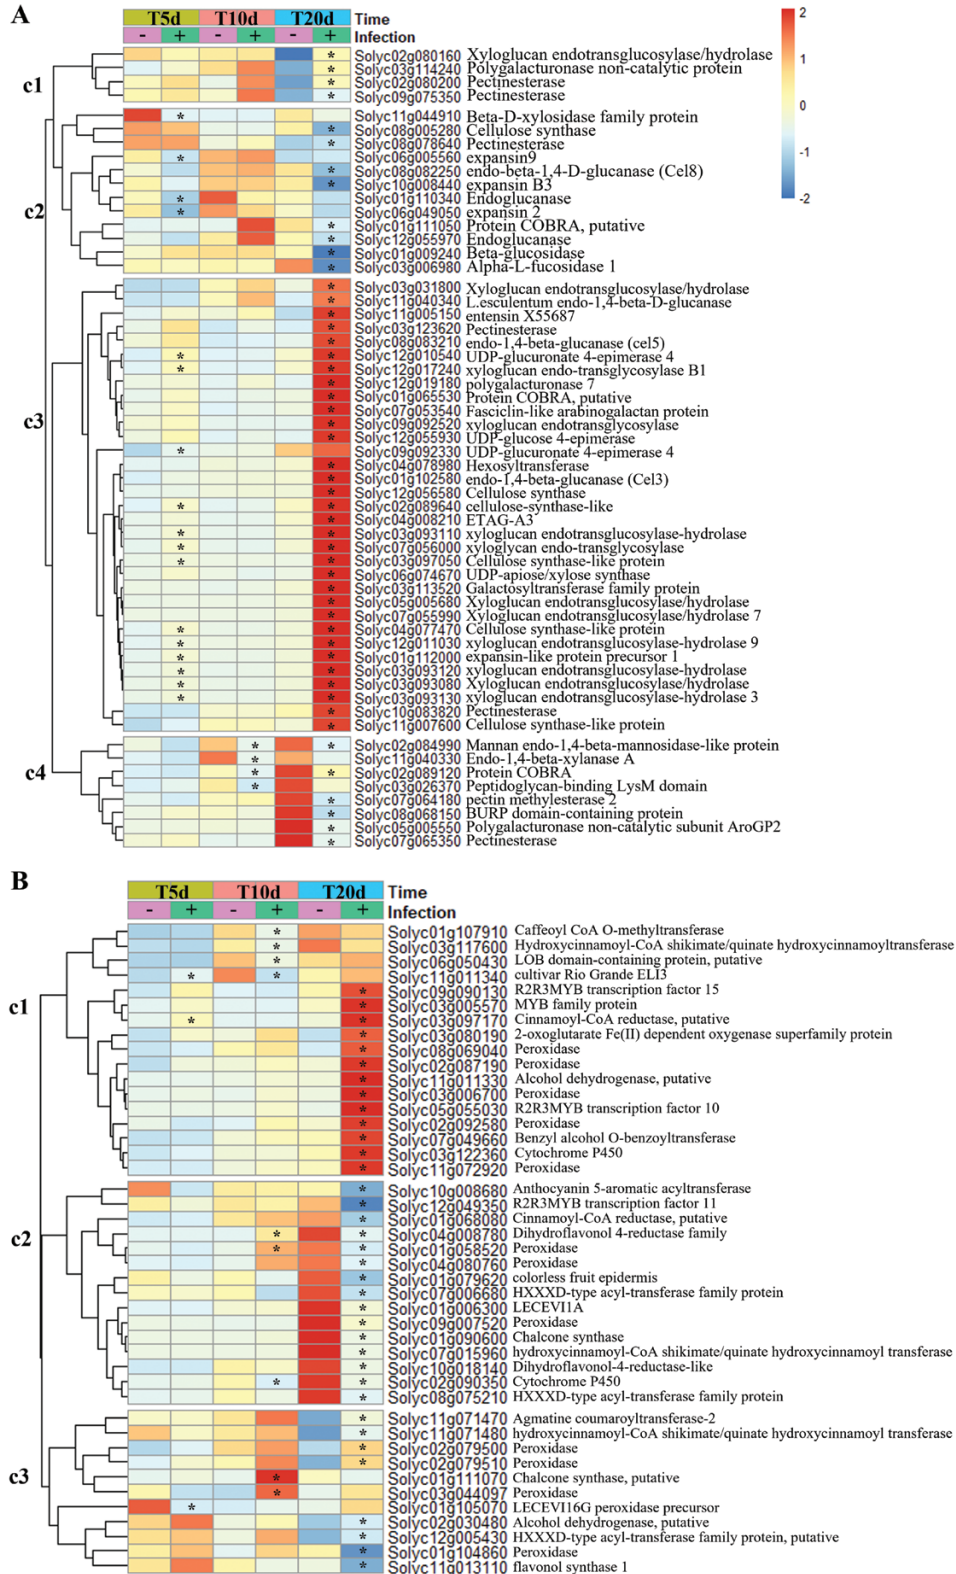 A
T5d T10d T20d Time
- + - + - + Infection
2
1
0
-1
-2
c1
Solyc02g080160 Xyloglucan endotransglucosylase/hydrolase
Solyc03g114240 Polygalacturonase non-catalytic protein
Solyc02g080200 Pectinesterase
Solyc09g075350 Pectinesterase
c2
Solyc11g044910 Beta-D-xylosidase family protein
Solyc08g005280 Cellulose synthase
Solyc08g078640 Pectinesterase
Solyc06g005560 expansin9
Solyc08g082250 endo-beta-1,4-D-glucanase (Cel8)
Solyc10g008440 expansin B3
Solyc01g110340 Endoglucanase
Solyc06g049050 expansin 2
Solyc01g111050 Protein COBRA, putative
Solyc12g055970 Endoglucanase
Solyc01g009240 Beta-glucosidase
Solyc03g006980 Alpha-L-fucosidase 1
c3
Solyc03g031800 Xyloglucan endotransglucosylase/hydrolase
Solyc11g040340 L.esculentum endo-1,4-beta-D-glucanase
Solyc11g005150 entensin X55687
Solyc03g123620 Pectinesterase
Solyc08g083210 endo-1,4-beta-glucanase (cel5)
Solyc12g010540 UDP-glucuronate 4-epimerase 4
Solyc12g017240 xyloglucan endo-transglycosylase B1
Solyc12g019180 polygalacturonase 7
Solyc01g065530 Protein COBRA, putative
Solyc07g053540 Fasciclin-like arabinogalactan protein
Solyc09g092520 xyloglucan endotransglycosylase
Solyc12g055930 UDP-glucose 4-epimerase
Solyc09g092330 UDP-glucuronate 4-epimerase 4
Solyc04g078980 Hexosyltransferase
Solyc01g102580 endo-1,4-beta-glucanase (Cel3)
Solyc12g056580 Cellulose synthase
Solyc02g089640 cellulose-synthase-like
Solyc04g008210 ETAG-A3
Solyc03g093110 xyloglucan endotransglucosylase-hydrolase
Solyc07g056000 xyloglycan endo-transglycosylase
Solyc03g097050 Cellulose synthase-like protein
Solyc06g074670 UDP-apiose/xylose synthase
Solyc03g113520 Galactosyltransferase family protein
Solyc05g005680 Xyloglucan endotransglucosylase/hydrolase
Solyc07g055990 Xyloglucan endotransglucosylase/hydrolase 7
Solyc04g077470 Cellulose synthase-like protein
Solyc12g011030 xyloglucan endotransglucosylase-hydrolase 9
Solyc01g112000 expansin-like protein precursor 1
Solyc03g093120 xyloglucan endotransglucosylase-hydrolase
Solyc03g093080 Xyloglucan endotransglucosylase/hydrolase
Solyc03g093130 xyloglucan endotransglucosylase-hydrolase 3
Solyc10g083820 Pectinesterase
Solyc11g007600 Cellulose synthase-like protein
c4
Solyc02g084990 Mannan endo-1,4-beta-mannosidase-like protein
Solyc11g040330 Endo-1,4-beta-xylanase A
Solyc02g089120 Protein COBRA
Solyc03g026370 Peptidoglycan-binding LysM domain
Solyc07g064180 pectin methylesterase 2
Solyc08g068150 BURP domain-containing protein
Solyc05g005550 Polygalacturonase non-catalytic subunit AroGP2
Solyc07g065350 Pectinesterase
B
T5d T10d T20d Time
- + - + - + Infection
c1
Solyc01g107910 Caffeoyl CoA O-methyltransferase
Solyc03g117600 Hydroxycinnamoyl-CoA shikimate/quinate hydroxycinnamoyltransferase
Solyc06g050430 LOB domain-containing protein, putative
Solyc11g011340 cultivar Rio Grande ELI3
Solyc09g090130 R2R3MYB transcription factor 15
Solyc03g005570 MYB family protein
Solyc03g097170 Cinnamoyl-CoA reductase, putative
Solyc03g080190 2-oxoglutarate Fe(II) dependent oxygenase superfamily protein
Solyc08g069040 Peroxidase
Solyc02g087190 Peroxidase
Solyc11g011330 Alcohol dehydrogenase, putative
Solyc03g006700 Peroxidase
Solyc05g055030 R2R3MYB transcription factor 10
Solyc02g092580 Peroxidase
Solyc07g049660 Benzyl alcohol O-benzoyltransferase
Solyc03g122360 Cytochrome P450
Solyc11g072920 Peroxidase
c2
Solyc10g008680 Anthocyanin 5-aromatic acyltransferase
Solyc12g049350 R2R3MYB transcription factor 11
Solyc01g068080 Cinnamoyl-CoA reductase, putative
Solyc04g008780 Dihydroflavonol 4-reductase family
Solyc01g058520 Peroxidase
Solyc04g080760 Peroxidase
Solyc01g079620 colorless fruit epidermis
Solyc07g006680 HXXXD-type acyl-transferase family protein
Solyc01g006300 LECEVI1A
Solyc09g007520 Peroxidase
Solyc01g090600 Chalcone synthase
Solyc07g015960 hydroxycinnamoyl-CoA shikimate/quinate hydroxycinnamoyl transferase
Solyc10g018140 Dihydroflavonol-4-reductase-like
Solyc02g090350 Cytochrome P450
Solyc08g075210 HXXXD-type acyl-transferase family protein
c3
Solyc11g071470 Agmatine coumaroyltransferase-2
Solyc11g071480 hydroxycinnamoyl-CoA shikimate/quinate hydroxycinnamoyl transferase
Solyc02g079500 Peroxidase
Solyc02g079510 Peroxidase
Solyc01g111070 Chalcone synthase, putative
Solyc03g044097 Peroxidase
Solyc01g105070 LECEVI16G peroxidase precursor
Solyc02g030480 Alcohol dehydrogenase, putative
Solyc12g005430 HXXXD-type acyl-transferase family protein, putative
Solyc01g104860 Peroxidase
Solyc11g013110 flavonol synthase 1